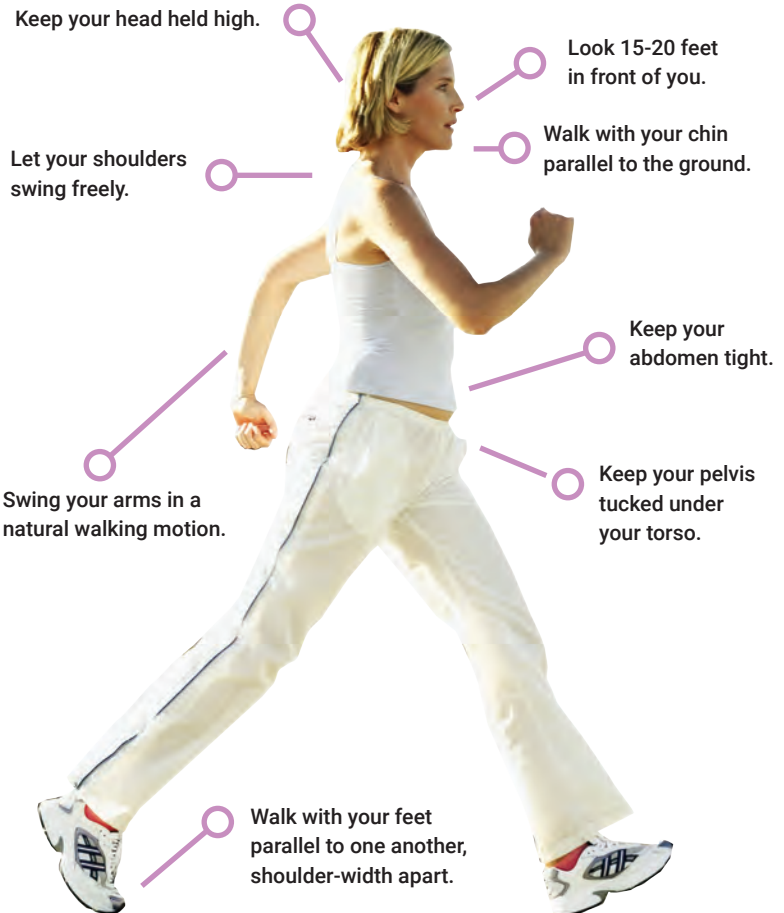 Keep your head held high.
Look 15-20 feet
in front of you.
Walk with your chin
parallel to the ground.
Let your shoulders
swing freely.
Keep your
abdomen tight.
Keep your pelvis
tucked under
your torso.
Swing your arms in a
natural walking motion.
Walk with your feet
parallel to one another,
shoulder-width apart.